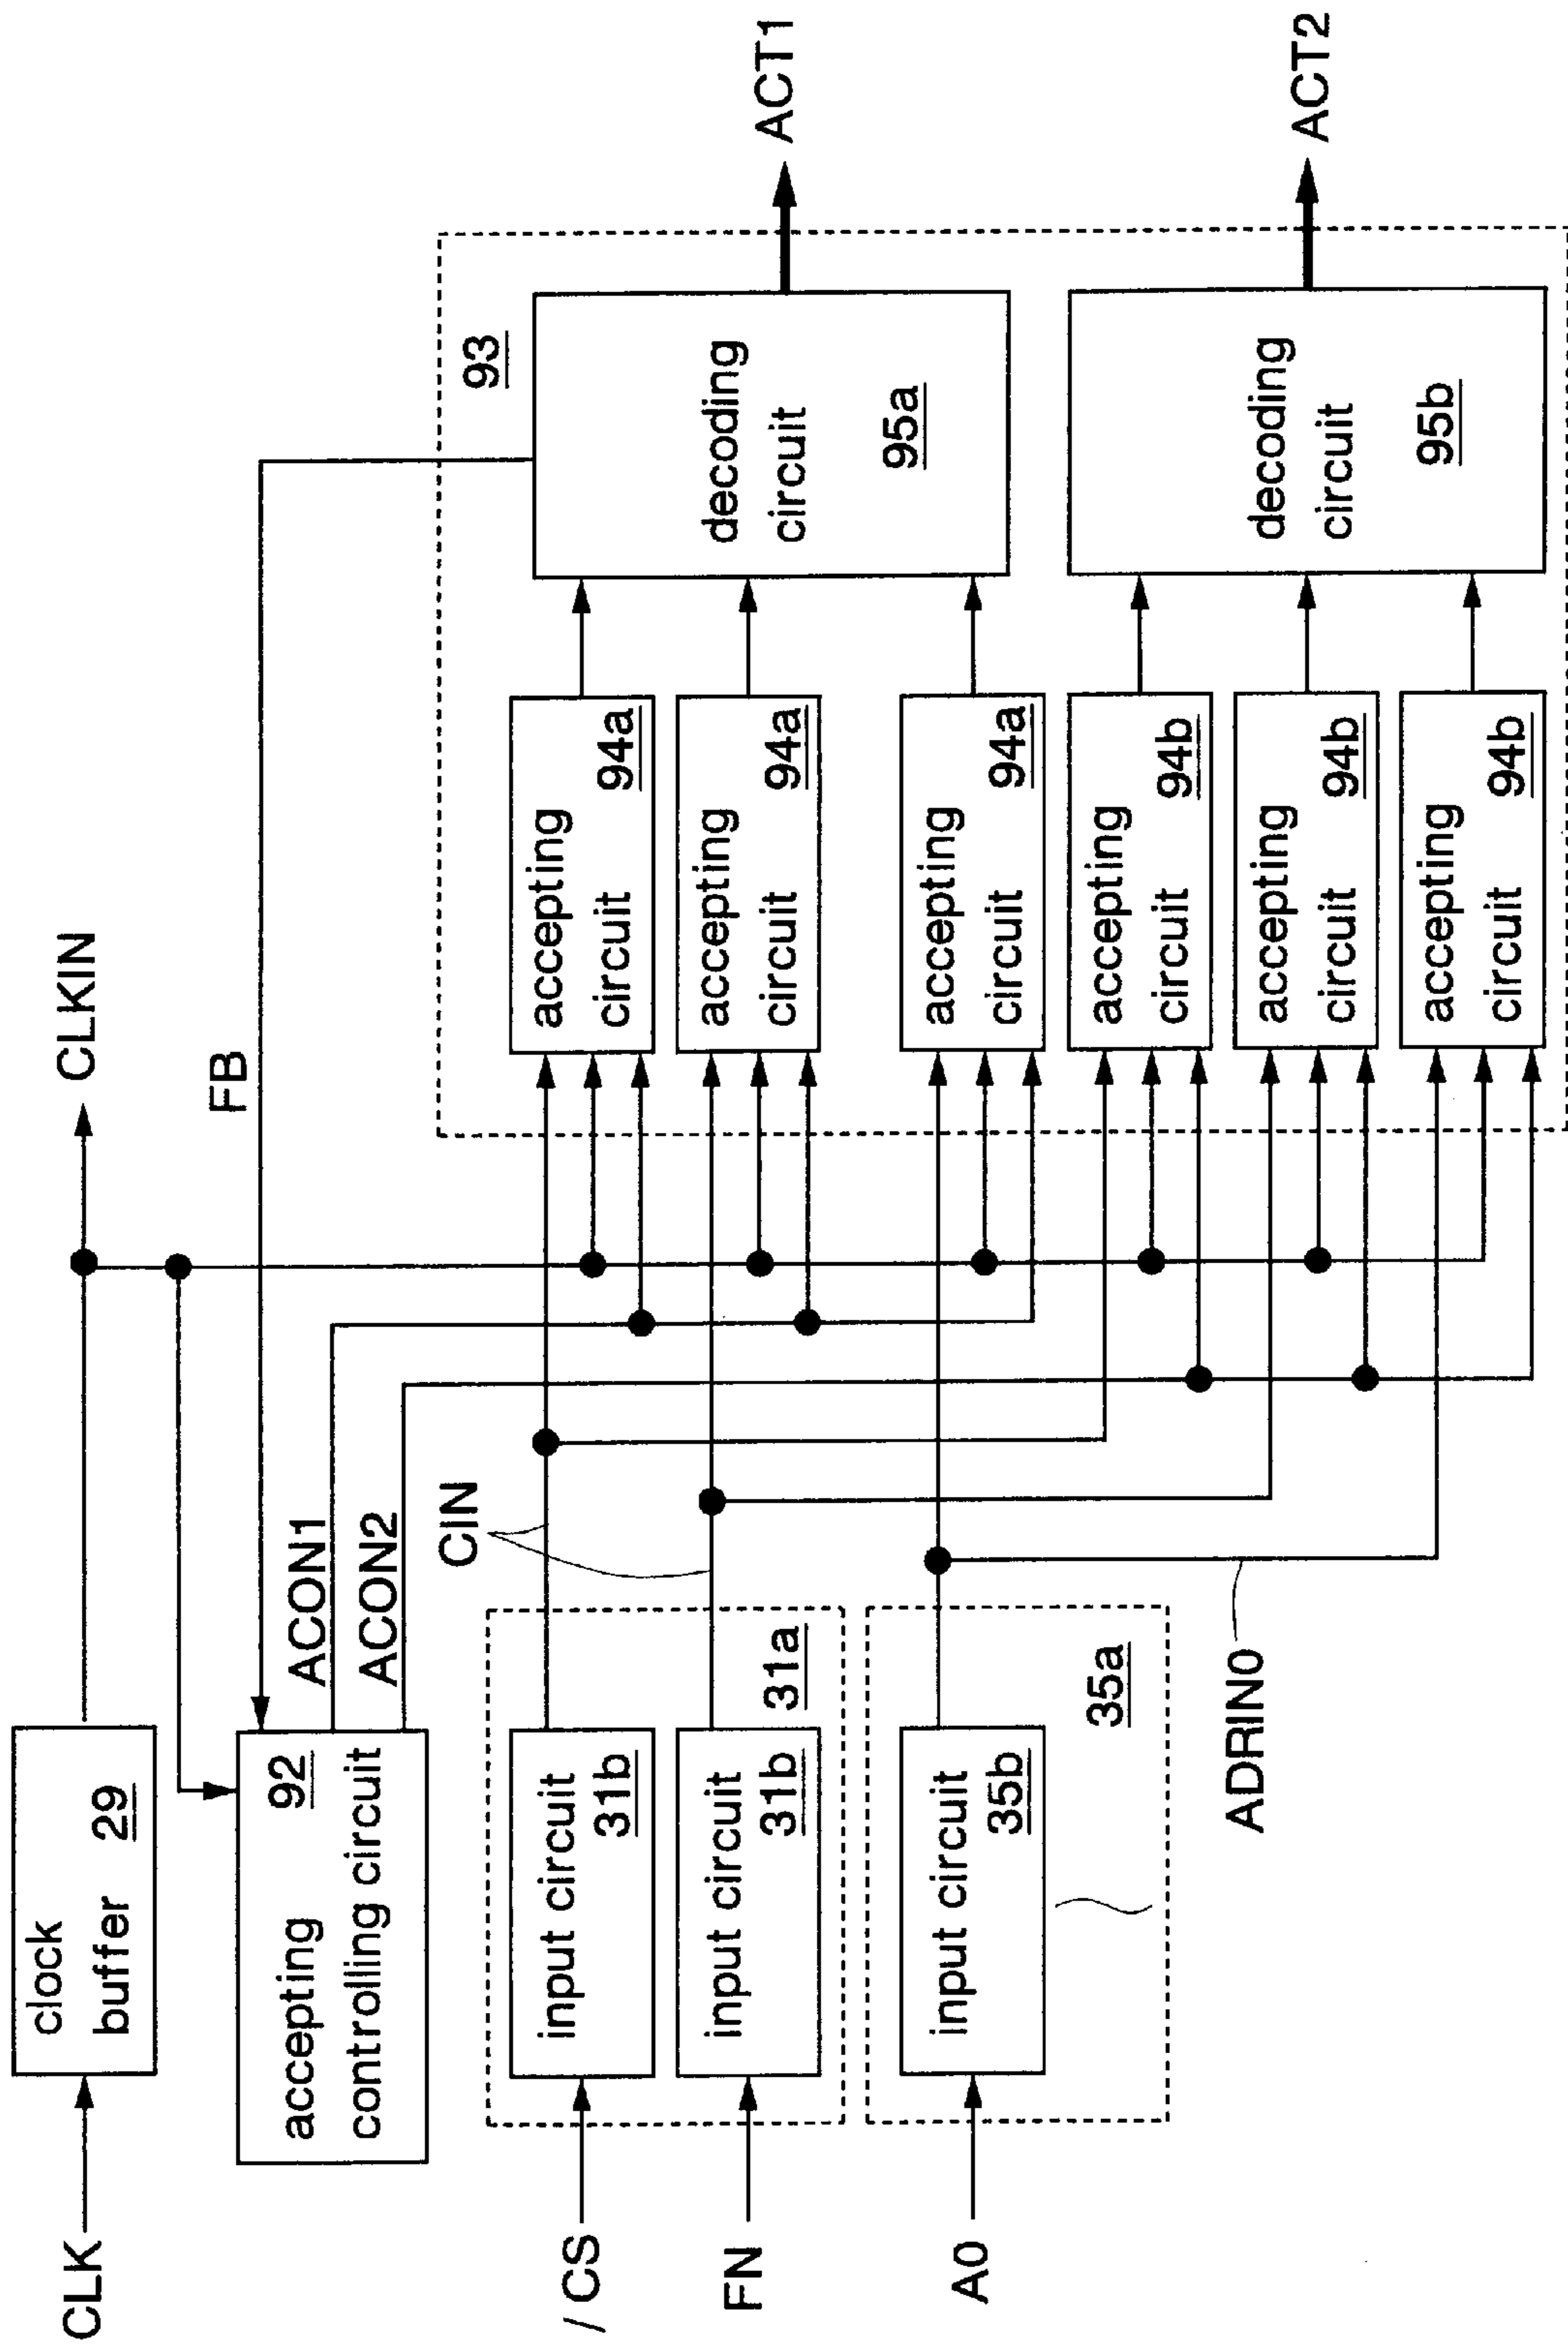 CLK
clock
buffer 29
CLKIN
FB
accepting
controlling circuit
92
ACON1
ACON2
CIN
/ CS
input circuit
31b
FN
input circuit
31b
31a
A0
input circuit
35b
35a
ADRIN0
93
accepting
circuit 94a
accepting
circuit 94a
accepting
circuit 94a
accepting
circuit 94b
accepting
circuit 94b
accepting
circuit 94b
decoding
circuit
95a
ACT1
decoding
circuit
95b
ACT2